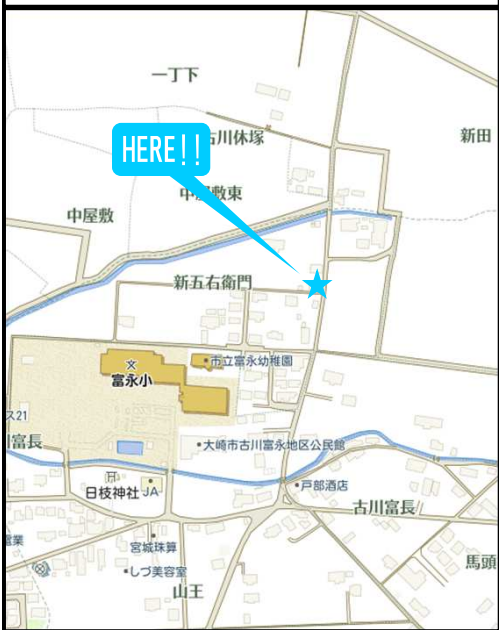 一丁下
古川休塚
新田
HERE!!
中屋敷東
中屋敷
新五右衛門
市立富永幼稚園
富永小
ス21
川富長
大崎市古川富永地区公民館
日枝神社
JA
戸部酒店
古川富長
電業
宮城珠算
しづ美容室
馬頭
山王